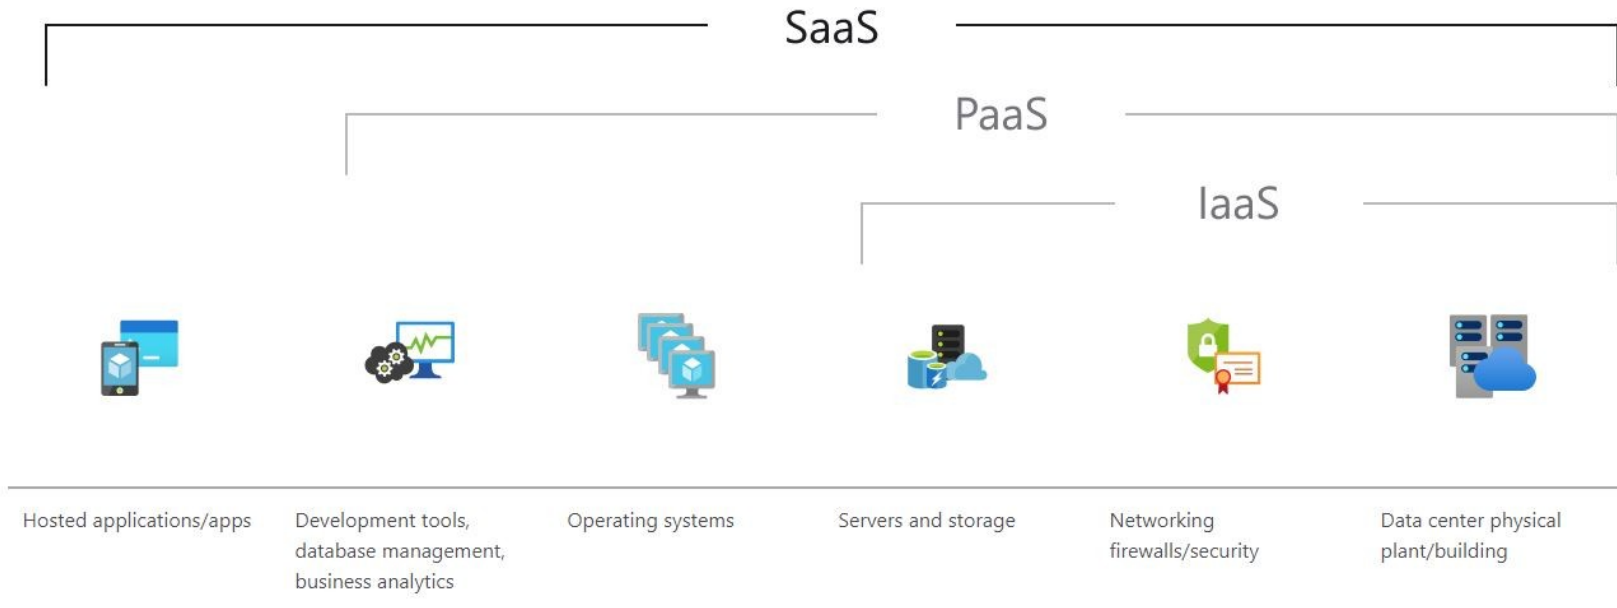 SaaS
PaaS
IaaS
Hosted applications/apps
Development tools,
database management,
business analytics
Operating systems
Servers and storage
Networking
firewalls/security
Data center physical
plant/building